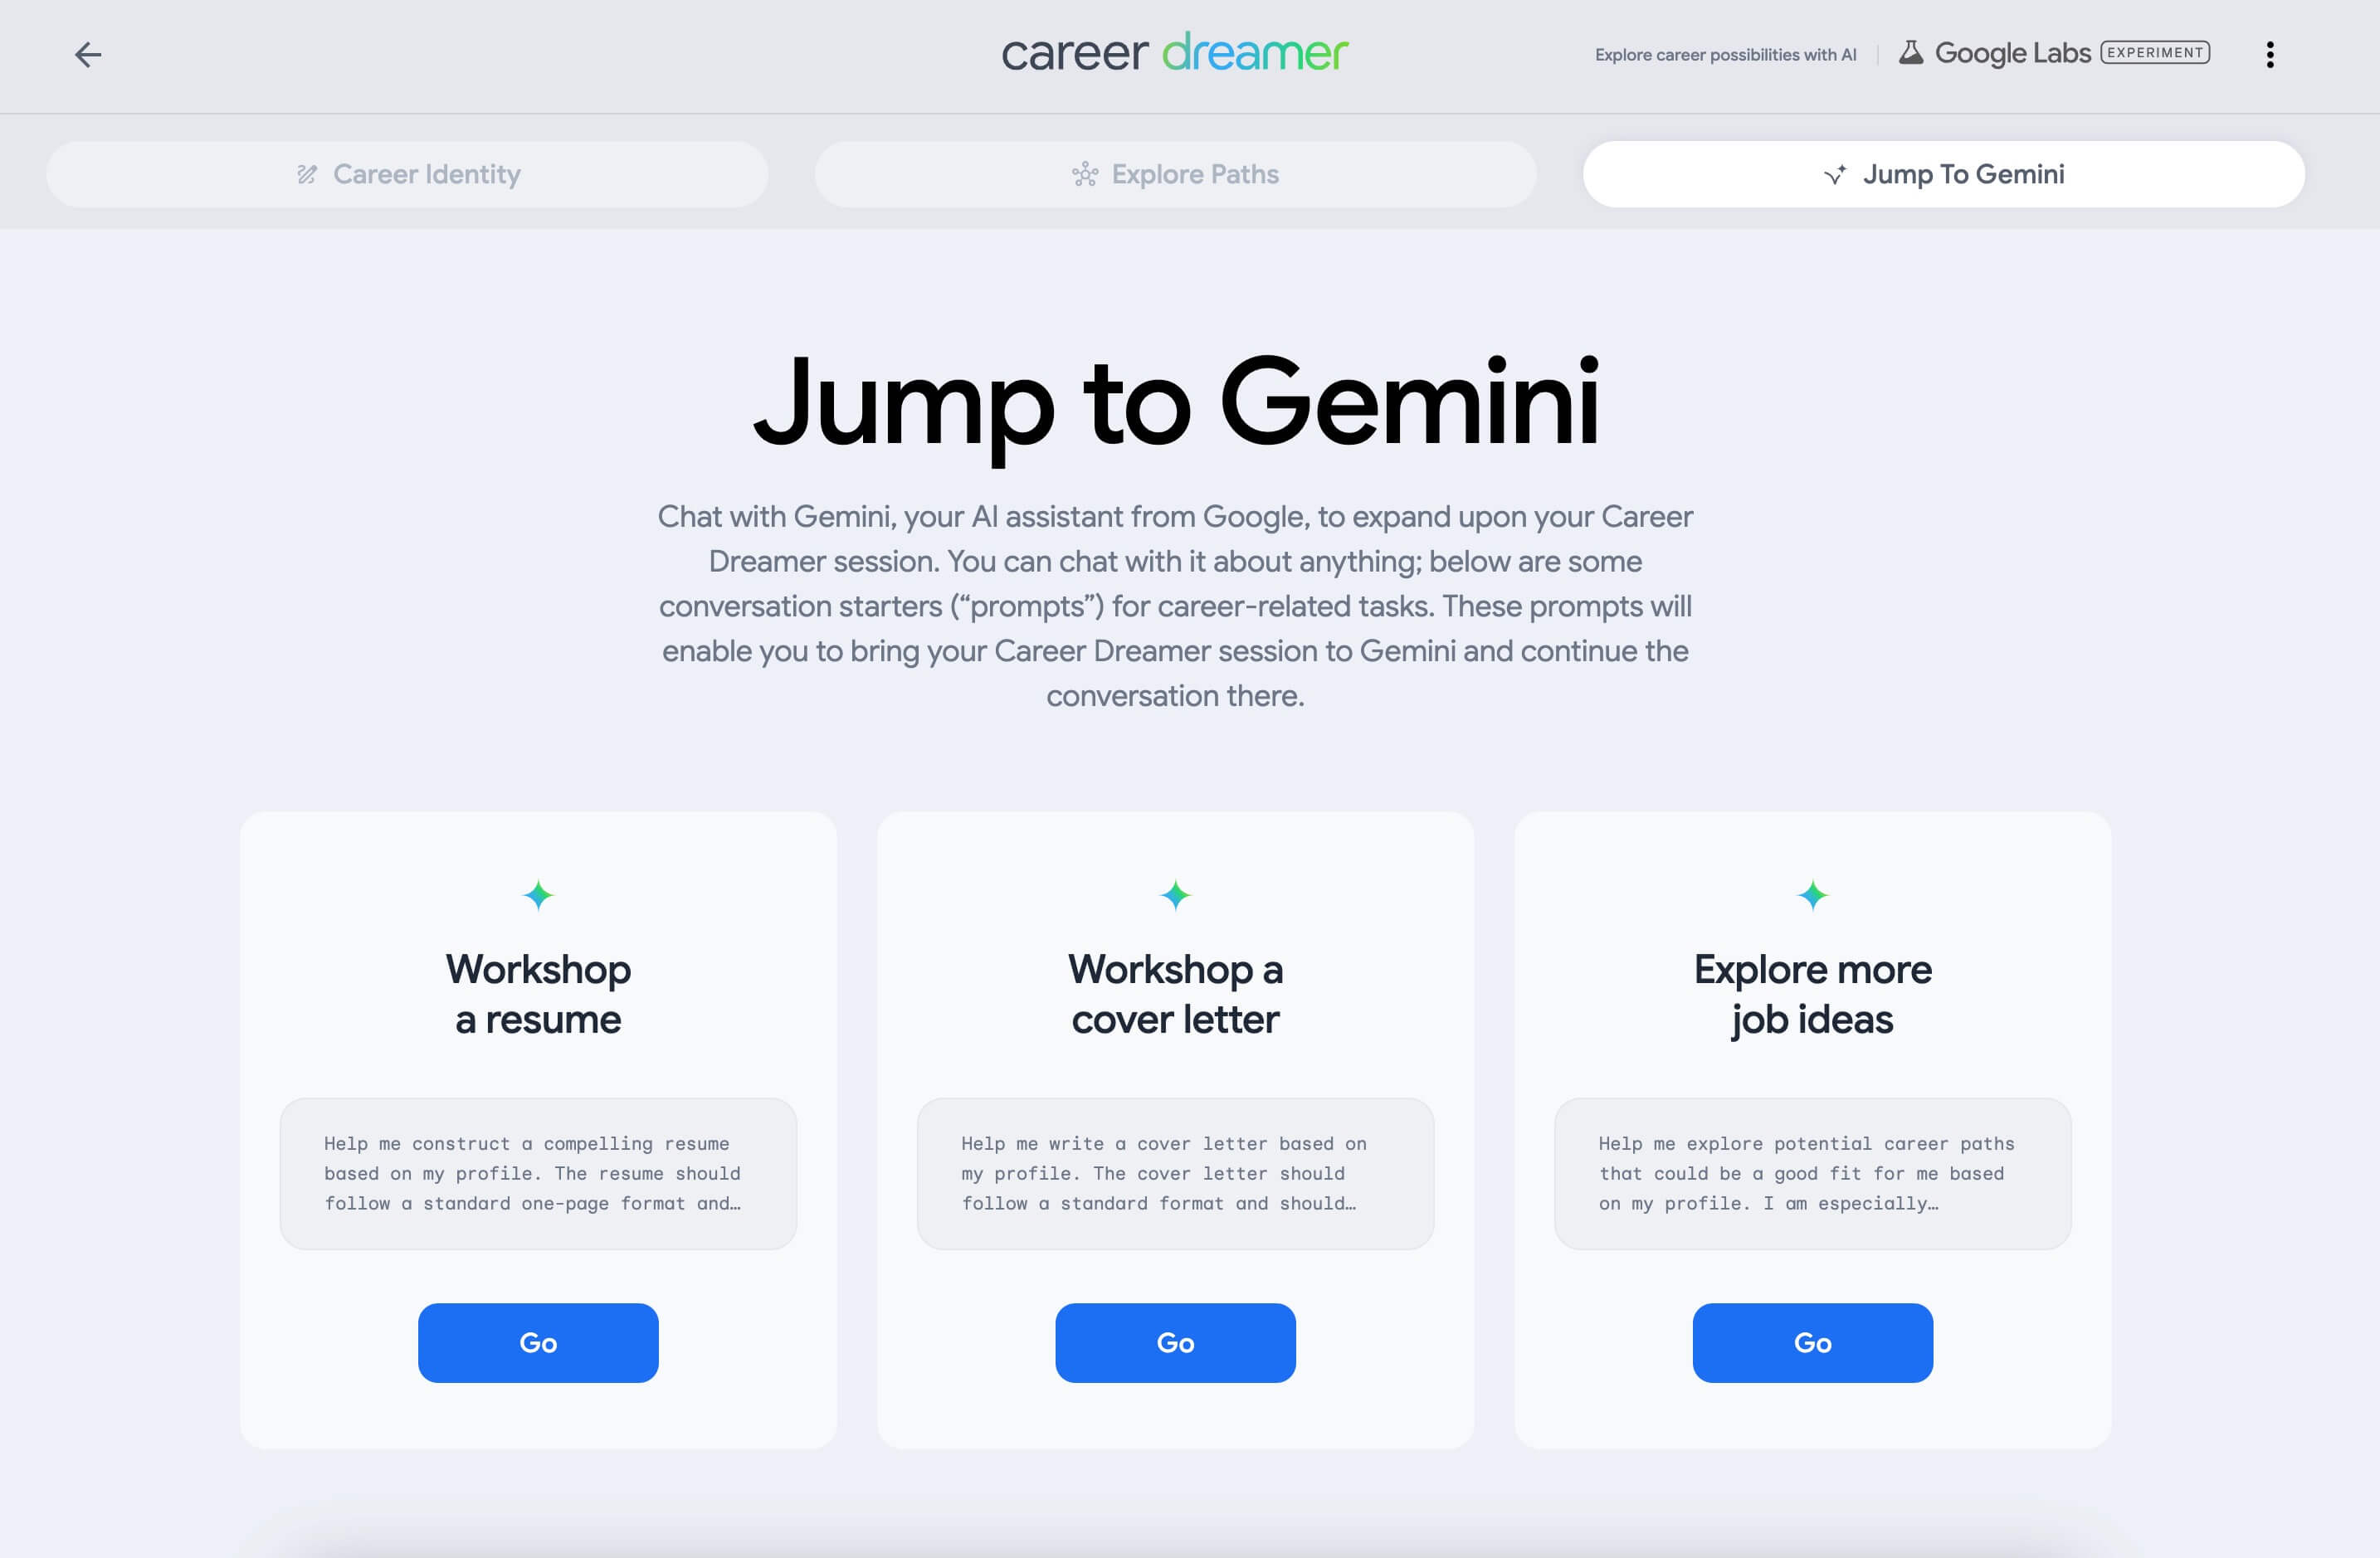 career dreamer
Explore career possibilities with AI
Google Labs EXPERIMENT
Career Identity
Explore Paths
Jump To Gemini
Jump to Gemini
Chat with Gemini, your AI assistant from Google, to expand upon your Career
Dreamer session. You can chat with it about anything; below are some
conversation starters (“prompts”) for career-related tasks. These prompts will
enable you to bring your Career Dreamer session to Gemini and continue the
conversation there.
Workshop
a resume
Help me construct a compelling resume
based on my profile. The resume should
follow a standard one-page format and…
Go
Workshop a
cover letter
Help me write a cover letter based on
my profile. The cover letter should
follow a standard format and should…
Go
Explore more
job ideas
Help me explore potential career paths
that could be a good fit for me based
on my profile. I am especially…
Go